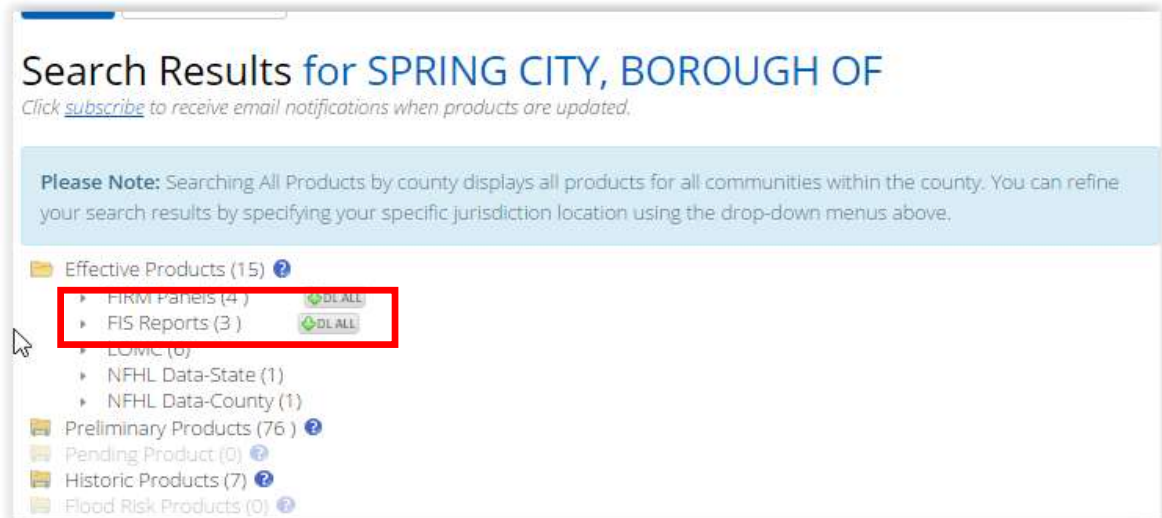 Search Results for SPRING CITY, BOROUGH OF
Click subscribe to receive email notifications when products are updated.
Please Note: Searching All Products by county displays all products for all communities within the county. You can refine
your search results by specifying your specific jurisdiction location using the drop-down menus above.
Effective Products (15) ?
FIRM Panels (4 ) DL ALL
FIS Reports (3 ) DL ALL
LOMC (6)
NFHL Data-State (1)
NFHL Data-County (1)
Preliminary Products (76 ) ?
Pending Product (0) ?
Historic Products (7) ?
Flood Risk Products (0) ?